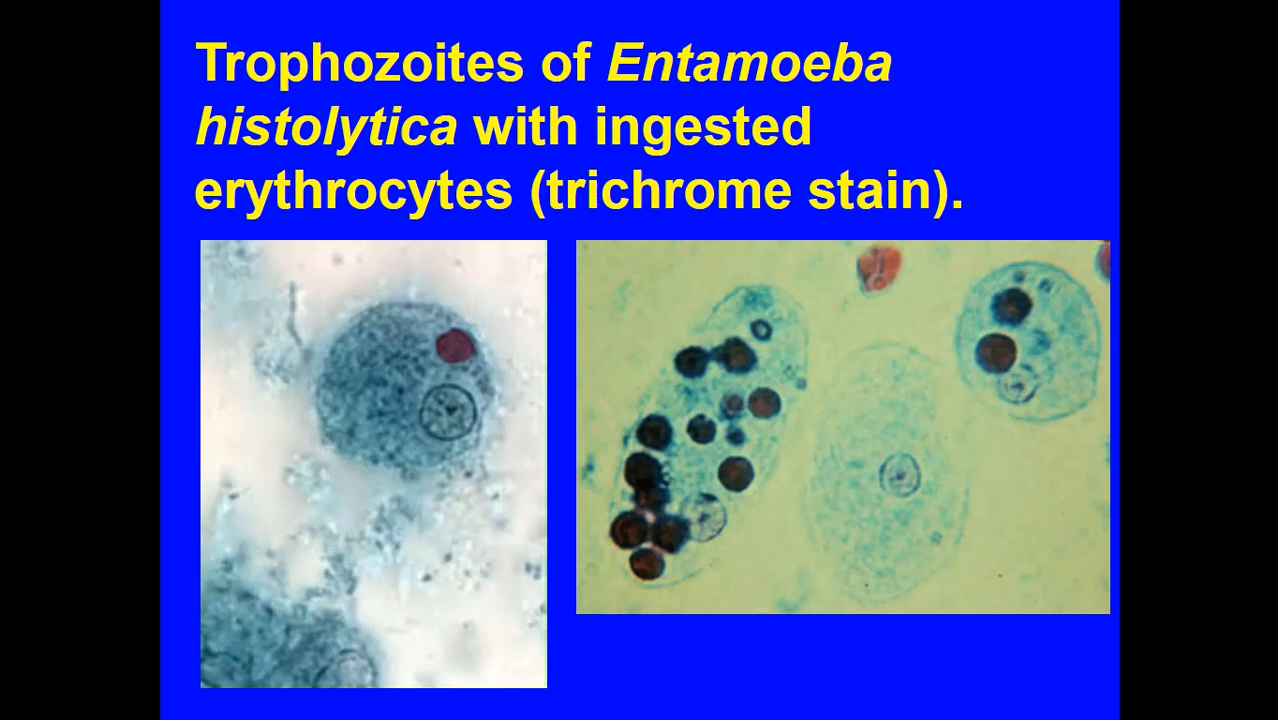 Trophozoites of Entamoeba
histolytica with ingested
erythrocytes (trichrome stain).